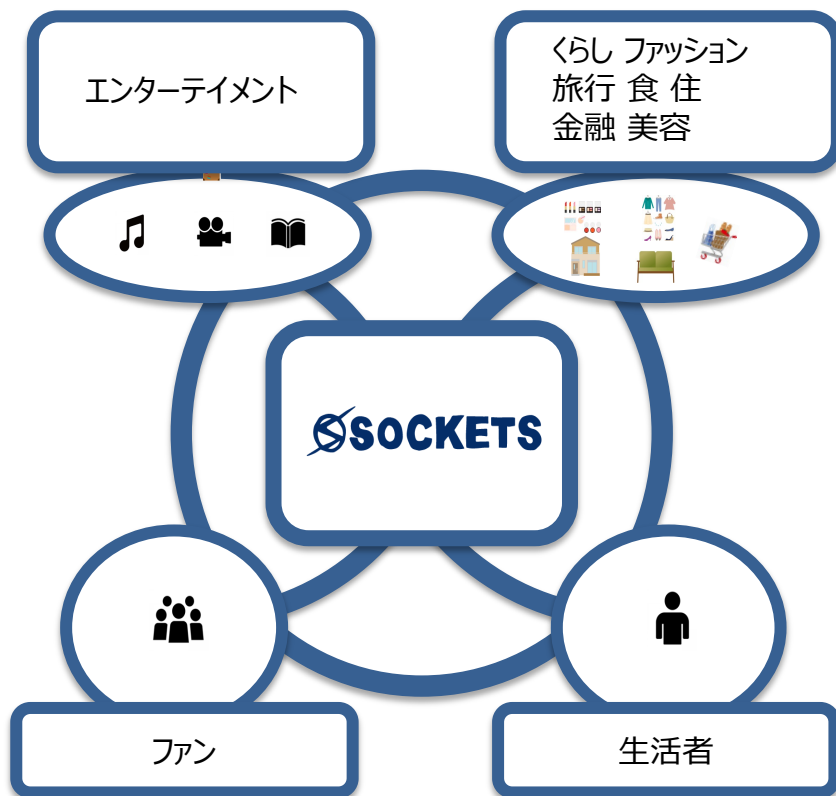 エンターテイメント
くらし ファッション
旅行 食 住
金融 美容
SOCKETS
ファン
生活者